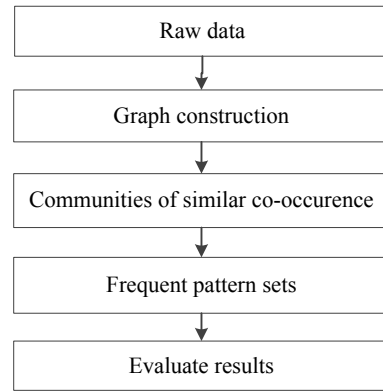 Raw data
Graph construction
Communities of similar co-occurence
Frequent pattern sets
Evaluate results